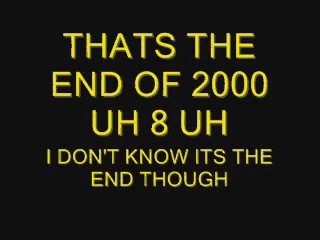 THATS THE
END OF 2000
UH 8 UH
I DON'T KNOW ITS THE
END THOUGH